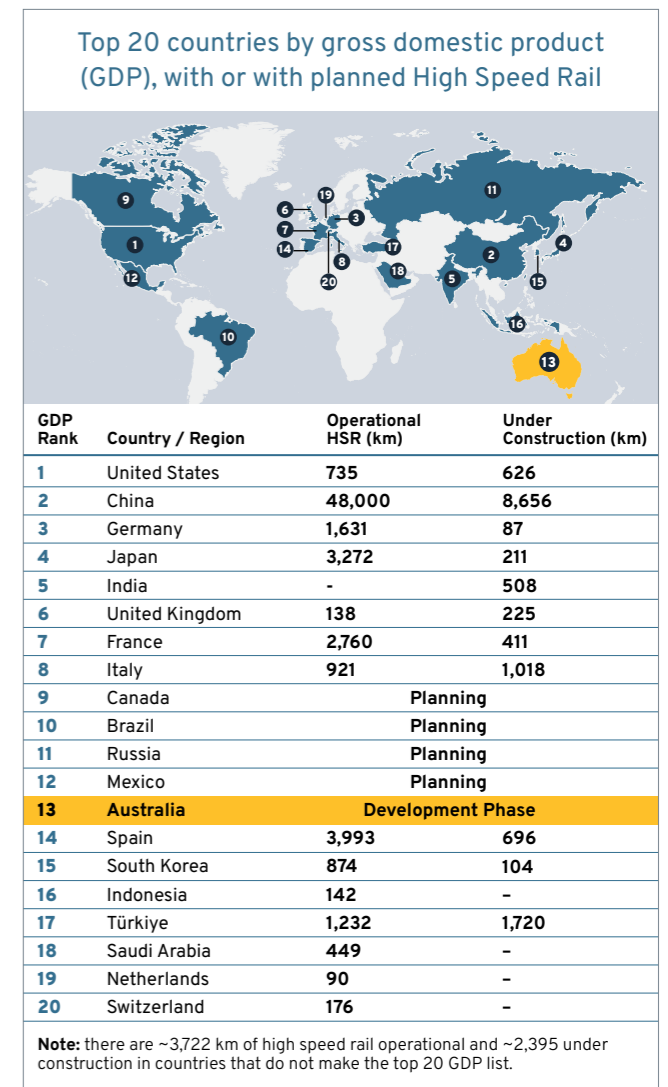 Top 20 countries by gross domestic product
(GDP), with or with planned High Speed Rail
19
9
6
3
11
7
1
14
17
4
2
8
18
12
20
5
15
16
10
13
GDP Rank Country / Region Operational HSR (km) Under Construction (km)
1 United States 735 626
2 China 48,000 8,656
3 Germany 1,631 87
4 Japan 3,272 211
5 India - 508
6 United Kingdom 138 225
7 France 2,760 411
8 Italy 921 1,018
9 Canada Planning
10 Brazil Planning
11 Russia Planning
12 Mexico Planning
13 Australia Development Phase
14 Spain 3,993 696
15 South Korea 874 104
16 Indonesia 142 –
17 Türkiye 1,232 1,720
18 Saudi Arabia 449 –
19 Netherlands 90 –
20 Switzerland 176 –
Note: there are ~3,722 km of high speed rail operational and ~2,395 under
construction in countries that do not make the top 20 GDP list.